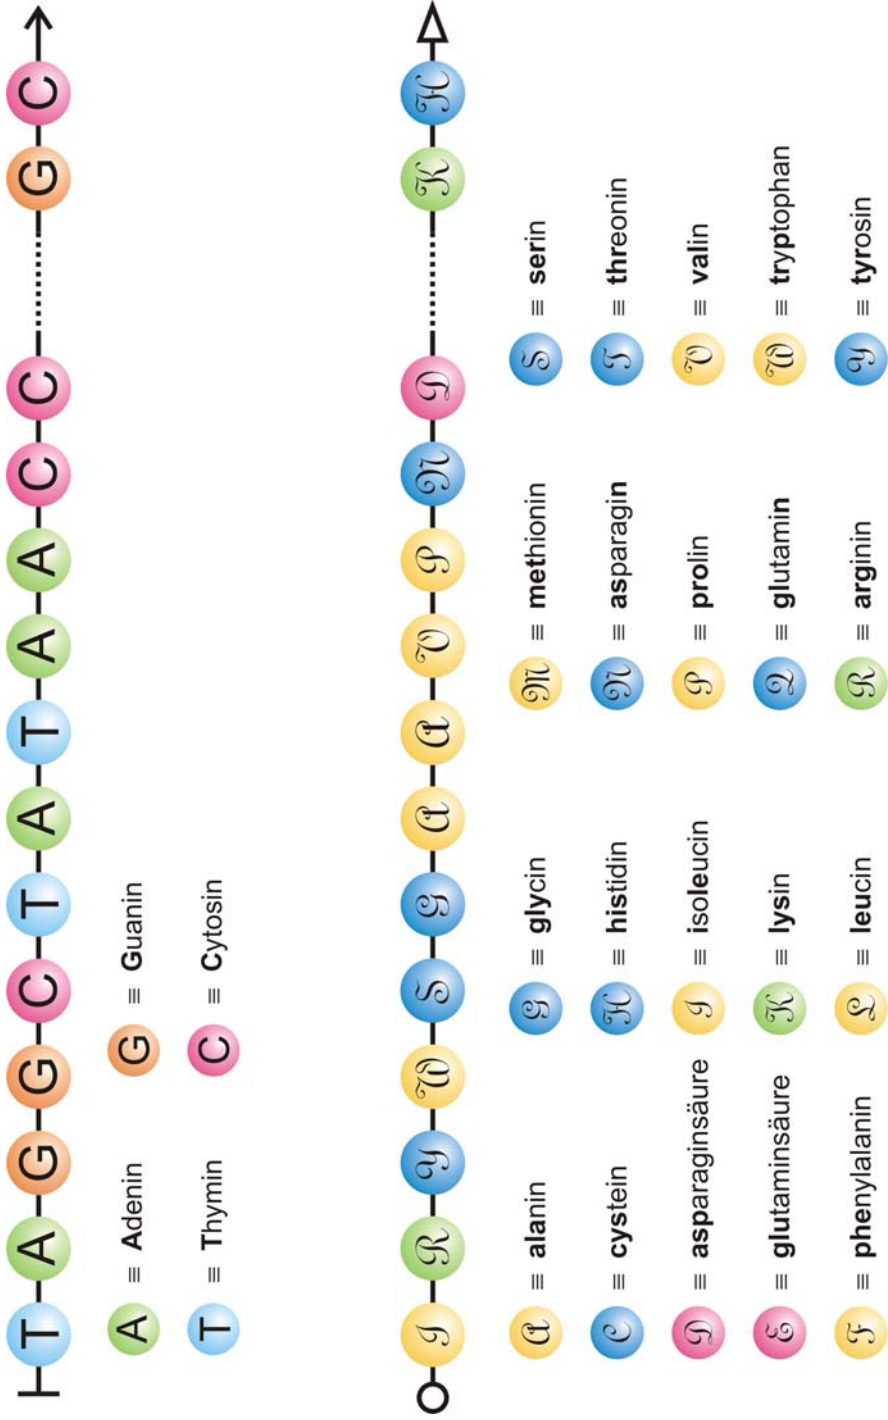 T A G G C T A T A A C C G C
A ≡ Adenin G ≡ Guanin
T ≡ Thymin C ≡ Cytosin
I R Y W S G A A V P N D K H
A ≡ alanin G ≡ glycin M ≡ methionin S ≡ serin
C ≡ cystein H ≡ histidin N ≡ asparagin T ≡ threonin
D ≡ asparaginsäure I ≡ isoleucin P ≡ prolin V ≡ valin
E ≡ glutaminsäure K ≡ lysin Q ≡ glutamin W ≡ tryptophan
F ≡ phenylalanin L ≡ leucin R ≡ arginin Y ≡ tyrosin